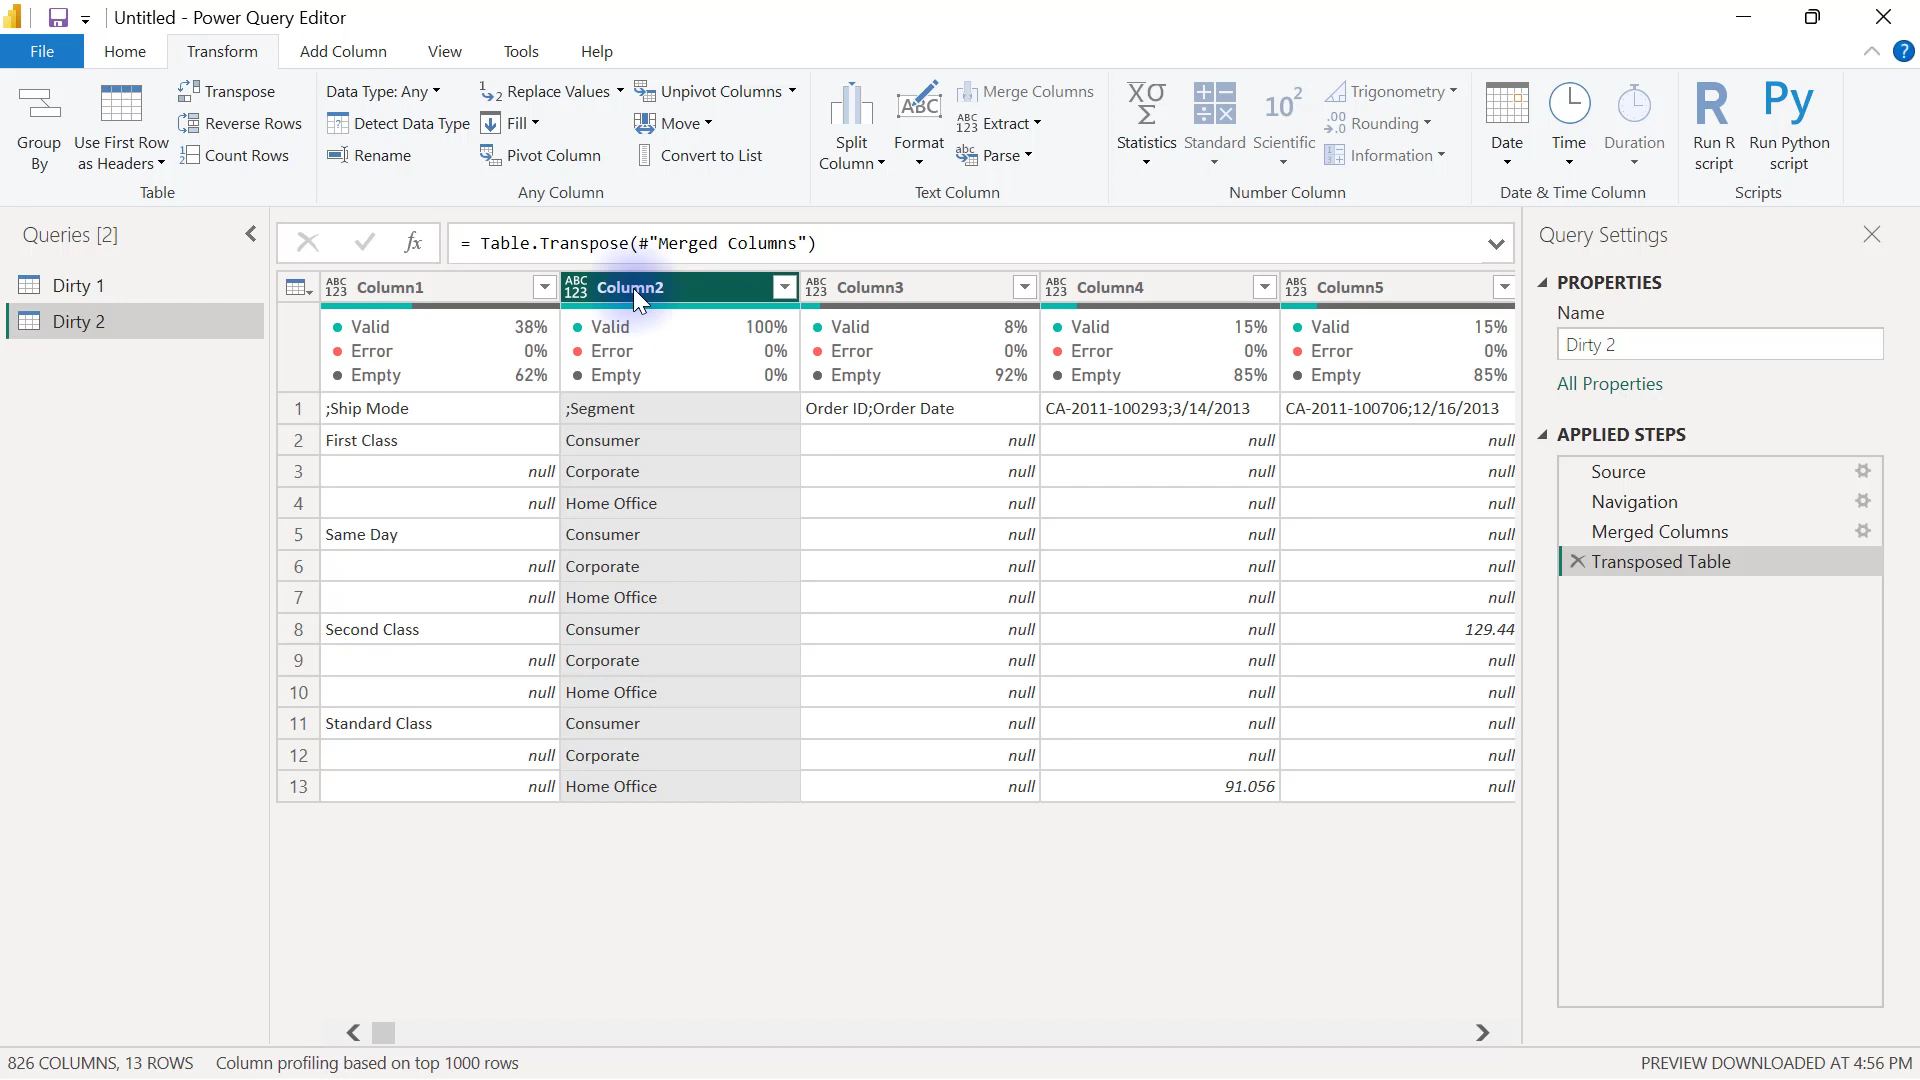 Untitled - Power Query Editor
File Home Transform Add Column View Tools Help
Group By
Use First Row as Headers
Transpose
Reverse Rows
Count Rows
Table
Data Type: Any
Detect Data Type
Rename
Replace Values
Fill
Pivot Column
Unpivot Columns
Move
Convert to List
Any Column
Split Column
Format
Merge Columns
Extract
Parse
Text Column
Statistics
Standard
Scientific
Trigonometry
Rounding
Information
Number Column
Date
Time
Duration
Date & Time Column
Run R script
Run Python script
Scripts
Queries [2]
Dirty 1
Dirty 2
fx = Table.Transpose(#"Merged Columns")
ABC 123 Column1 ABC 123 Column2 ABC 123 Column3 ABC 123 Column4 ABC 123 Column5
Valid 38% Valid 100% Valid 8% Valid 15% Valid 15%
Error 0% Error 0% Error 0% Error 0% Error 0%
Empty 62% Empty 0% Empty 92% Empty 85% Empty 85%
1 ;Ship Mode ;Segment Order ID;Order Date CA-2011-100293;3/14/2013 CA-2011-100706;12/16/2013
2 First Class Consumer null null null
3 null Corporate null null null
4 null Home Office null null null
5 Same Day Consumer null null null
6 null Corporate null null null
7 null Home Office null null null
8 Second Class Consumer null null 129.44
9 null Corporate null null null
10 null Home Office null null null
11 Standard Class Consumer null null null
12 null Corporate null null null
13 null Home Office null 91.056 null
Query Settings
PROPERTIES
Name
Dirty 2
All Properties
APPLIED STEPS
Source
Navigation
Merged Columns
Transposed Table
826 COLUMNS, 13 ROWS Column profiling based on top 1000 rows PREVIEW DOWNLOADED AT 4:56 PM